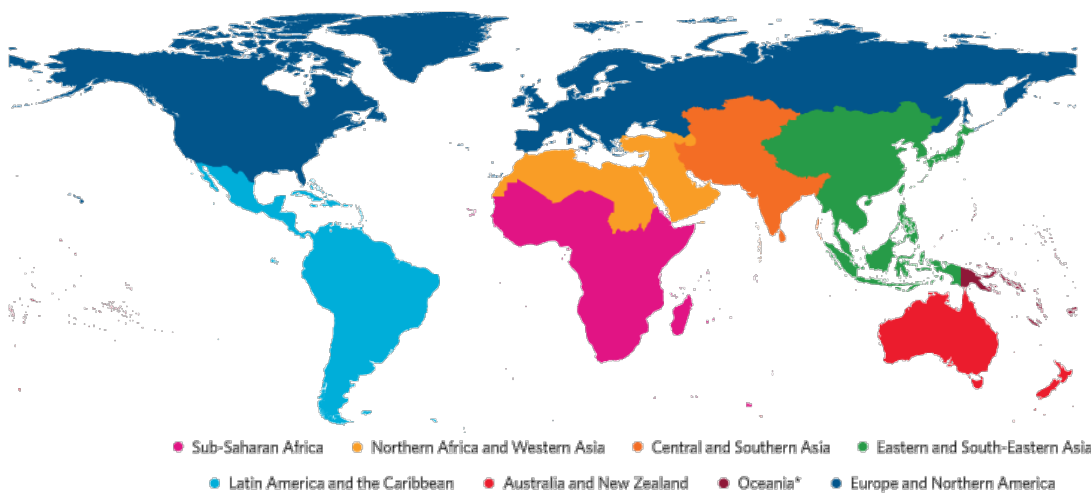 Sub-Saharan Africa Northern Africa and Western Asia Central and Southern Asia Eastern and South-Eastern Asia
Latin America and the Caribbean Australia and New Zealand Oceania* Europe and Northern America